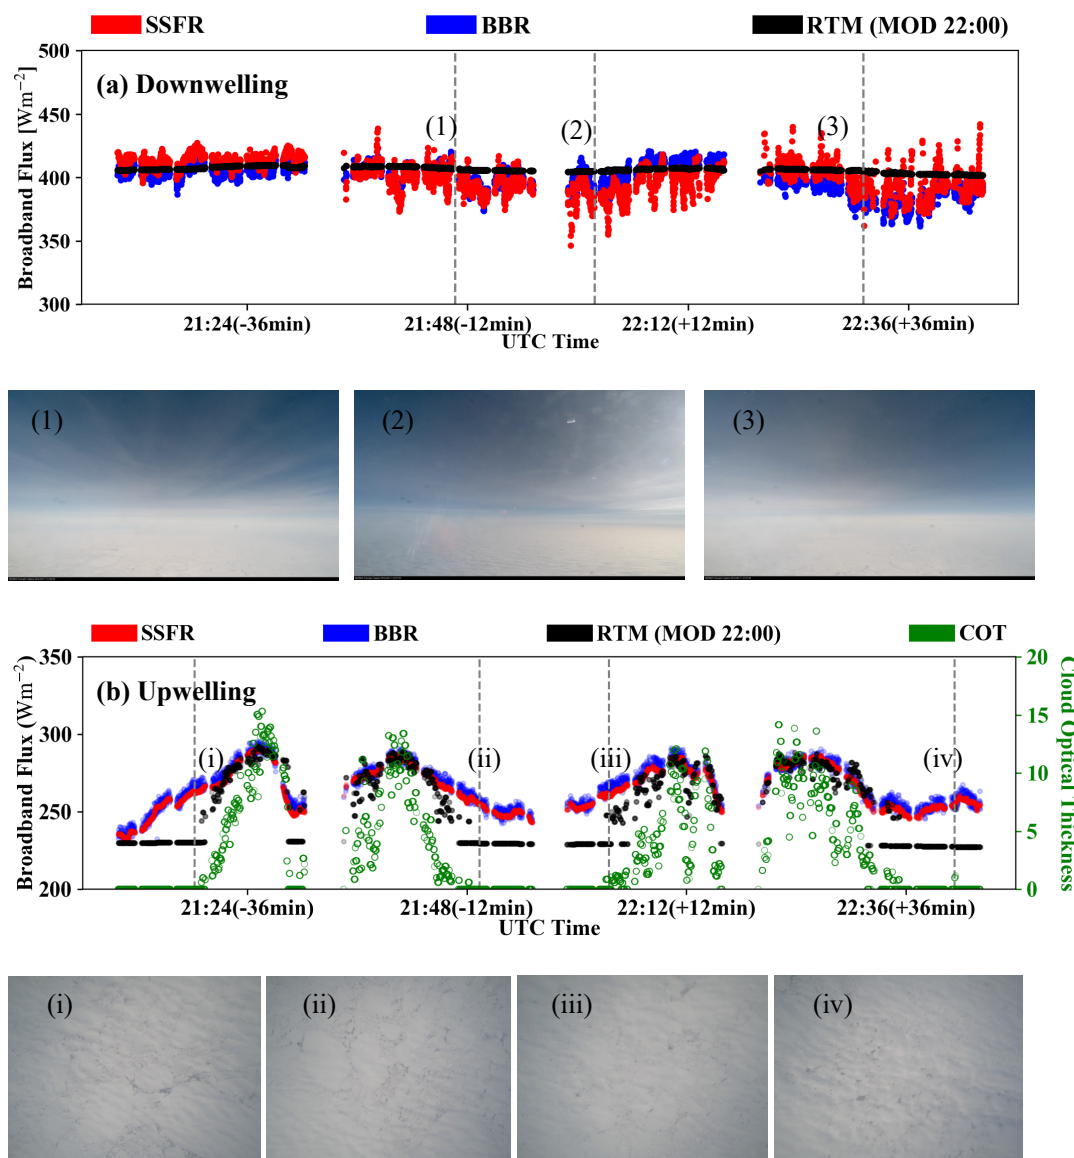 SSFR BBR RTM (MOD 22:00)
500
450
400
350
300
Broadband Flux [Wm−2]
(a) Downwelling
(1)
(2)
(3)
21:24(-36min) 21:48(-12min) 22:12(+12min) 22:36(+36min)
UTC Time
(1) (2) (3)
SSFR BBR RTM (MOD 22:00) COT
350
300
250
200
Broadband Flux (Wm−2)
(b) Upwelling
(i) (ii) (iii) (iv)
20
15
10
5
0
Cloud Optical Thickness
21:24(-36min) 21:48(-12min) 22:12(+12min) 22:36(+36min)
UTC Time
(i) (ii) (iii) (iv)